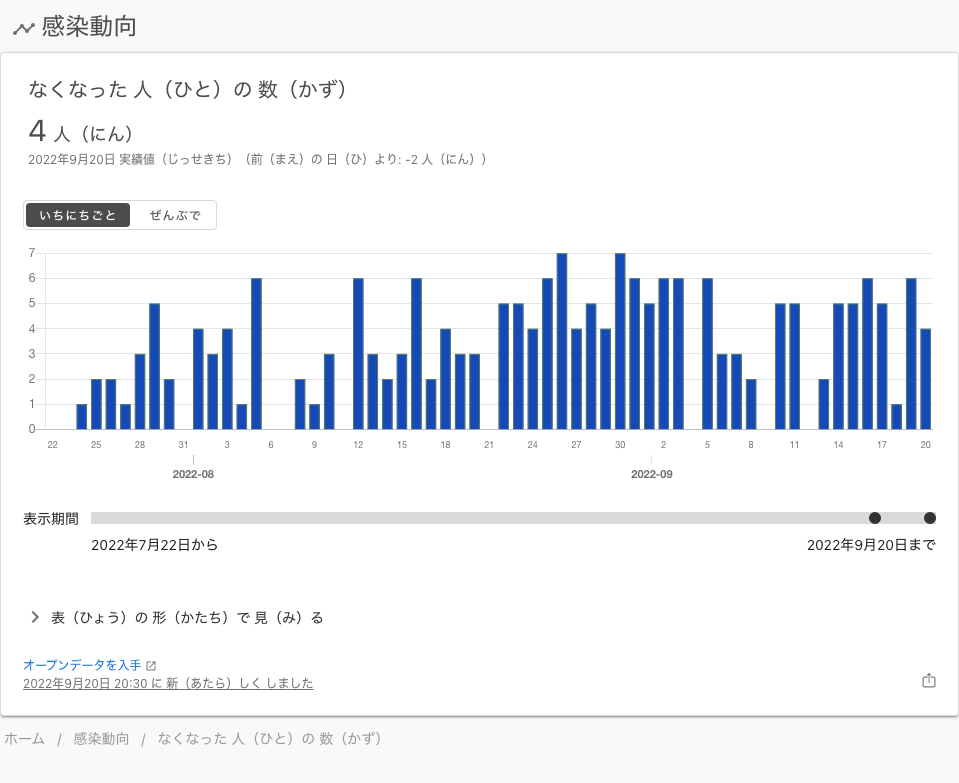 感染動向
なくなった 人（ひと）の 数（かず）
4 人（にん）
2022年9月20日 実績値（じっせきち）（前（まえ）の 日（ひ）より: -2 人（にん））
いちにちごと ぜんぶで
7
6
5
4
3
2
1
0
22 25 28 31 3 6 9 12 15 18 21 24 27 30 2 5 8 11 14 17 20
2022-08 2022-09
表示期間
2022年7月22日から 2022年9月20日まで
表（ひょう）の 形（かたち）で 見（み）る
オープンデータを入手
2022年9月20日 20:30 に 新（あたら）しく しました
ホーム / 感染動向 / なくなった 人（ひと）の 数（かず）